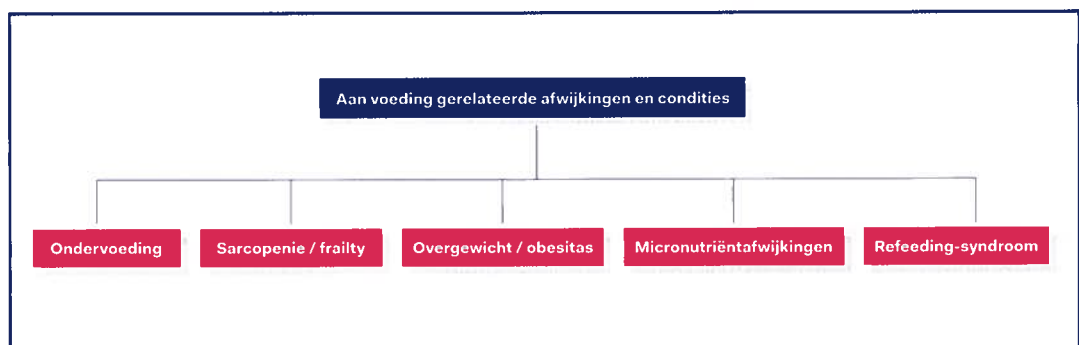 Aan voeding gerelateerde afwijkingen en condities
Ondervoeding
Sarcopenie / frailty
Overgewicht / obesitas
Micronutriëntafwijkingen
Refeeding-syndroom